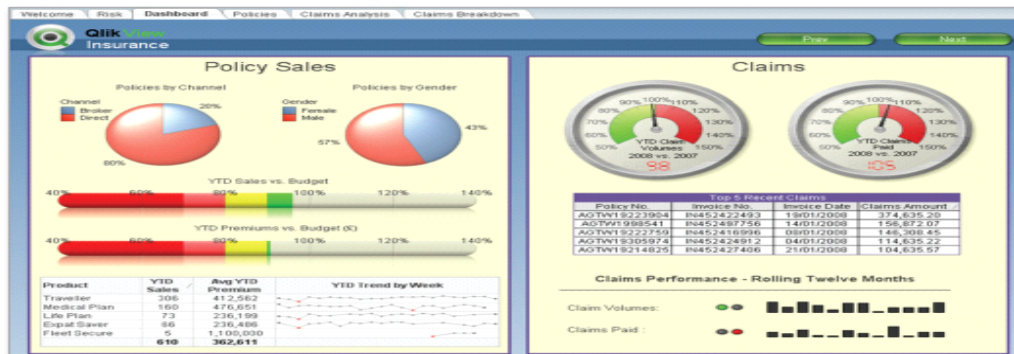 Welcome Risk Dashboard Policies Claims Analysis Claims Breakdown
QlikView
Insurance
Prev Next
Policy Sales
Policies by Channel
Channel
Broker
Direct
20%
80%
Policies by Gender
Gender
Female
Male
43%
57%
YTD Sales vs. Budget
40% 60% 80% 100% 120% 140%
YTD Premiums vs. Budget (£)
40% 60% 80% 100% 120% 140%
Product YTD Sales Avg YTD Premium YTD Trend by Week
Traveller 306 412,562
Medical Plan 160 476,651
Life Plan 73 236,199
Expat Saver 66 236,486
Fleet Secure 5 1,100,000
610 362,611
Claims
50% 60% 70% 80% 90% 100% 110% 120% 130% 140% 150%
YTD Claim
Volumes
2008 vs. 2007
98
50% 60% 70% 80% 90% 100% 110% 120% 130% 140% 150%
YTD Claims
Paid
2008 vs. 2007
105
Top 5 Recent Claims
Policy No. Invoice No. Invoice Date Claims Amount
AGTW19223904 IN452422493 19/01/2008 374,635.20
AGTW1998541 IN452497756 14/01/2008 156,872.07
AGTW19222759 IN452416996 08/01/2008 146,308.45
AGTW19305974 IN452424912 04/01/2008 114,635.22
AGTW19214825 IN452427406 21/01/2008 104,635.57
Claims Performance - Rolling Twelve Months
Claim Volumes:
Claims Paid :